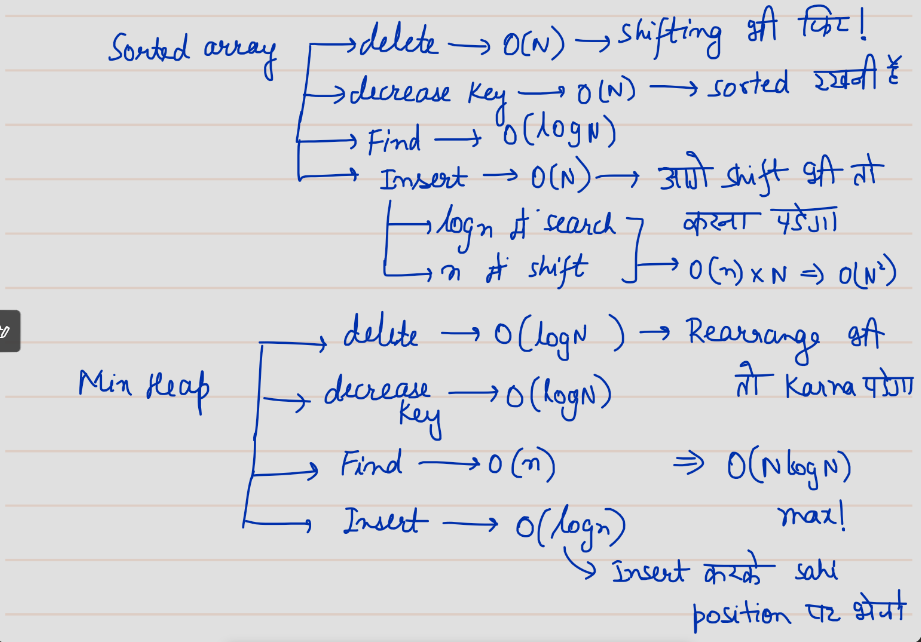 Sorted array
delete → O(N) → shifting भी फिर!
decrease key → O(N) → sorted रखनी है
Find → O(logN)
Insert → O(N) → आगे shift भी तो
करना पड़ेगा
logn में search
n में shift → O(n) x N ⇒ O(N²)
Min Heap
delete → O(logN) → Rearrange भी
तो Karna पड़ेगा
decrease
key → O(logN)
Find → O(n) ⇒ O(NlogN)
max!
Insert → O(logn)
Insert करके sahi
position पर भेजो